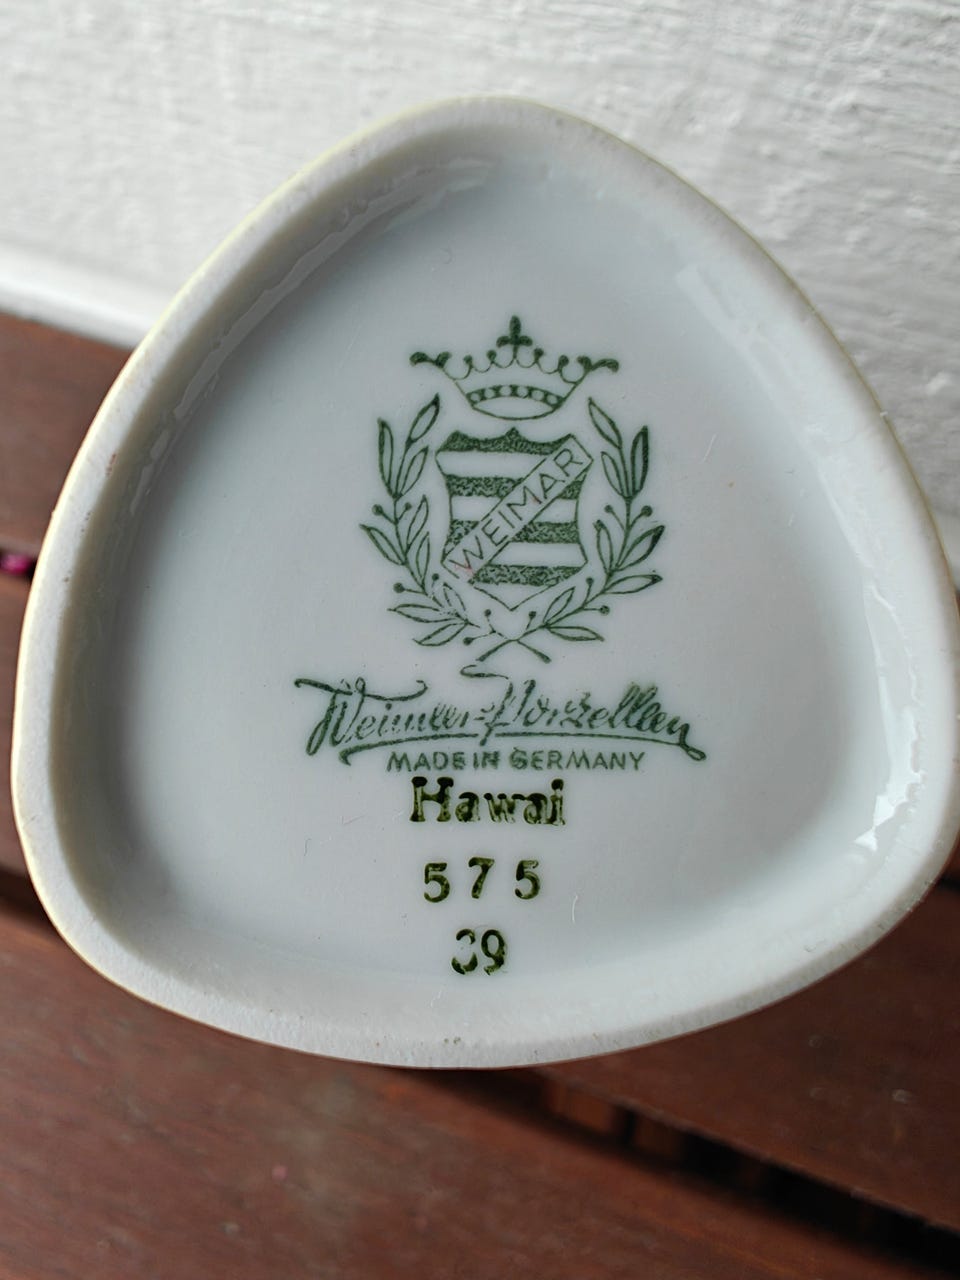 WEIMAR
Weimar-Porzellan
MADE IN GERMANY
Hawai
575
39